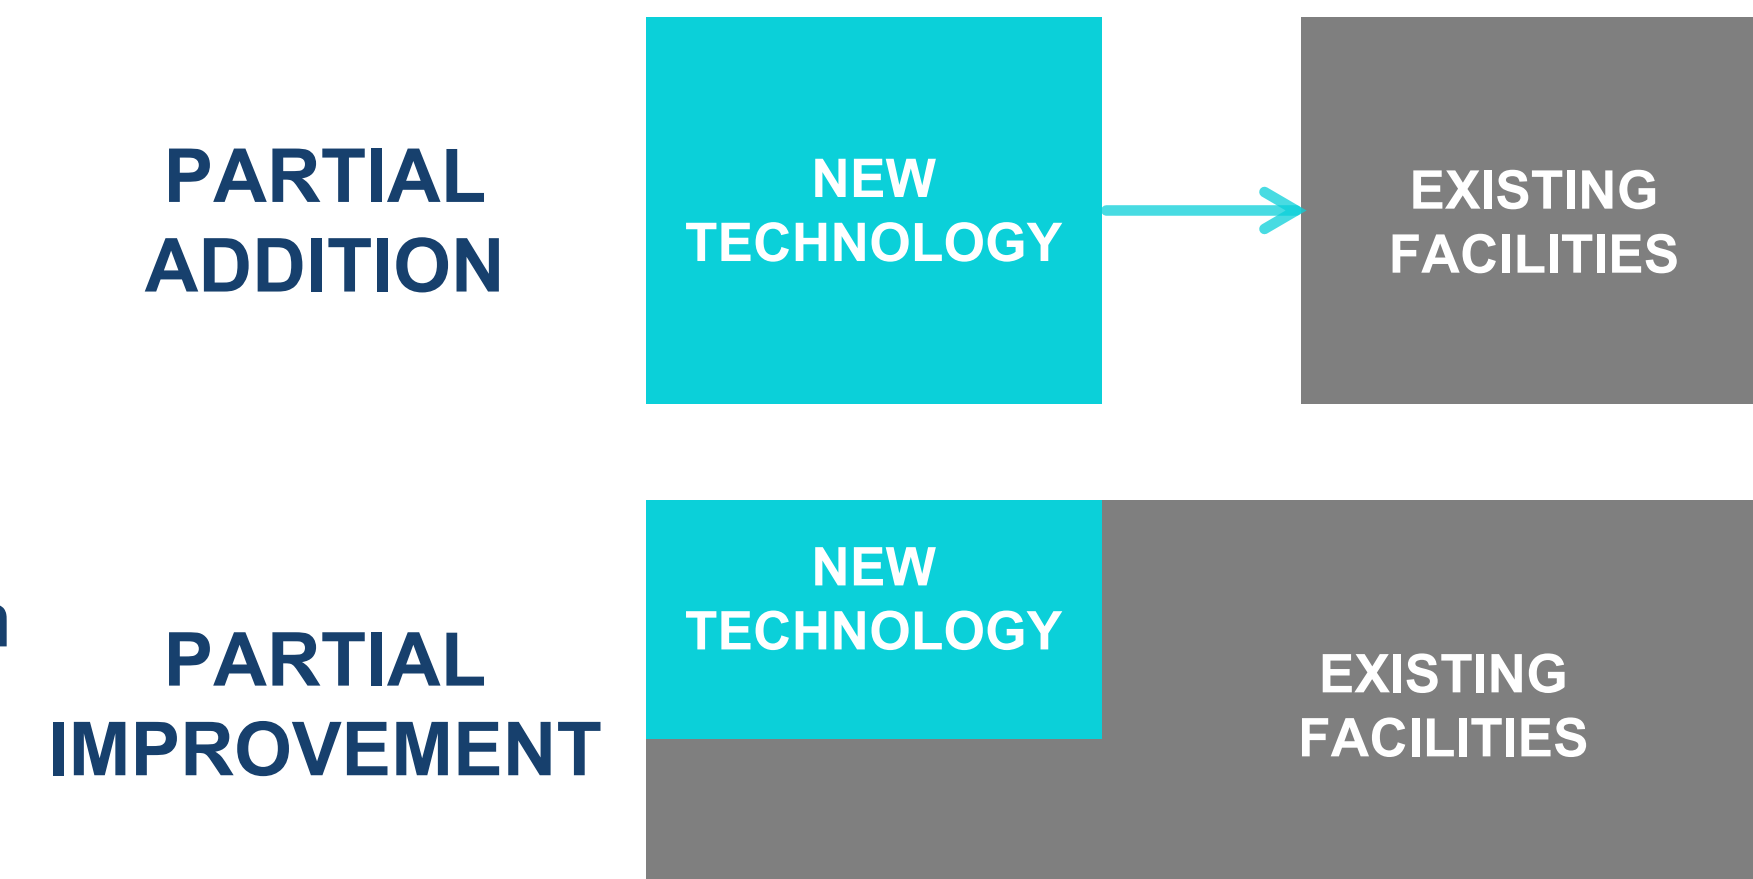 PARTIAL
ADDITION
NEW
TECHNOLOGY
EXISTING
FACILITIES
PARTIAL
IMPROVEMENT
NEW
TECHNOLOGY
EXISTING
FACILITIES